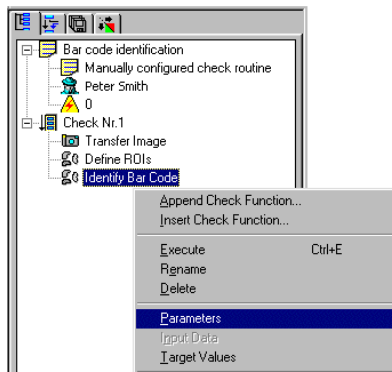 Bar code identification
Manually configured check routine
Peter Smith
0
Check Nr.1
Transfer Image
Define ROIs
Identify Bar Code
Append Check Function...
Insert Check Function...
Execute Ctrl+E
Rename
Delete
Parameters
Input Data
Target Values